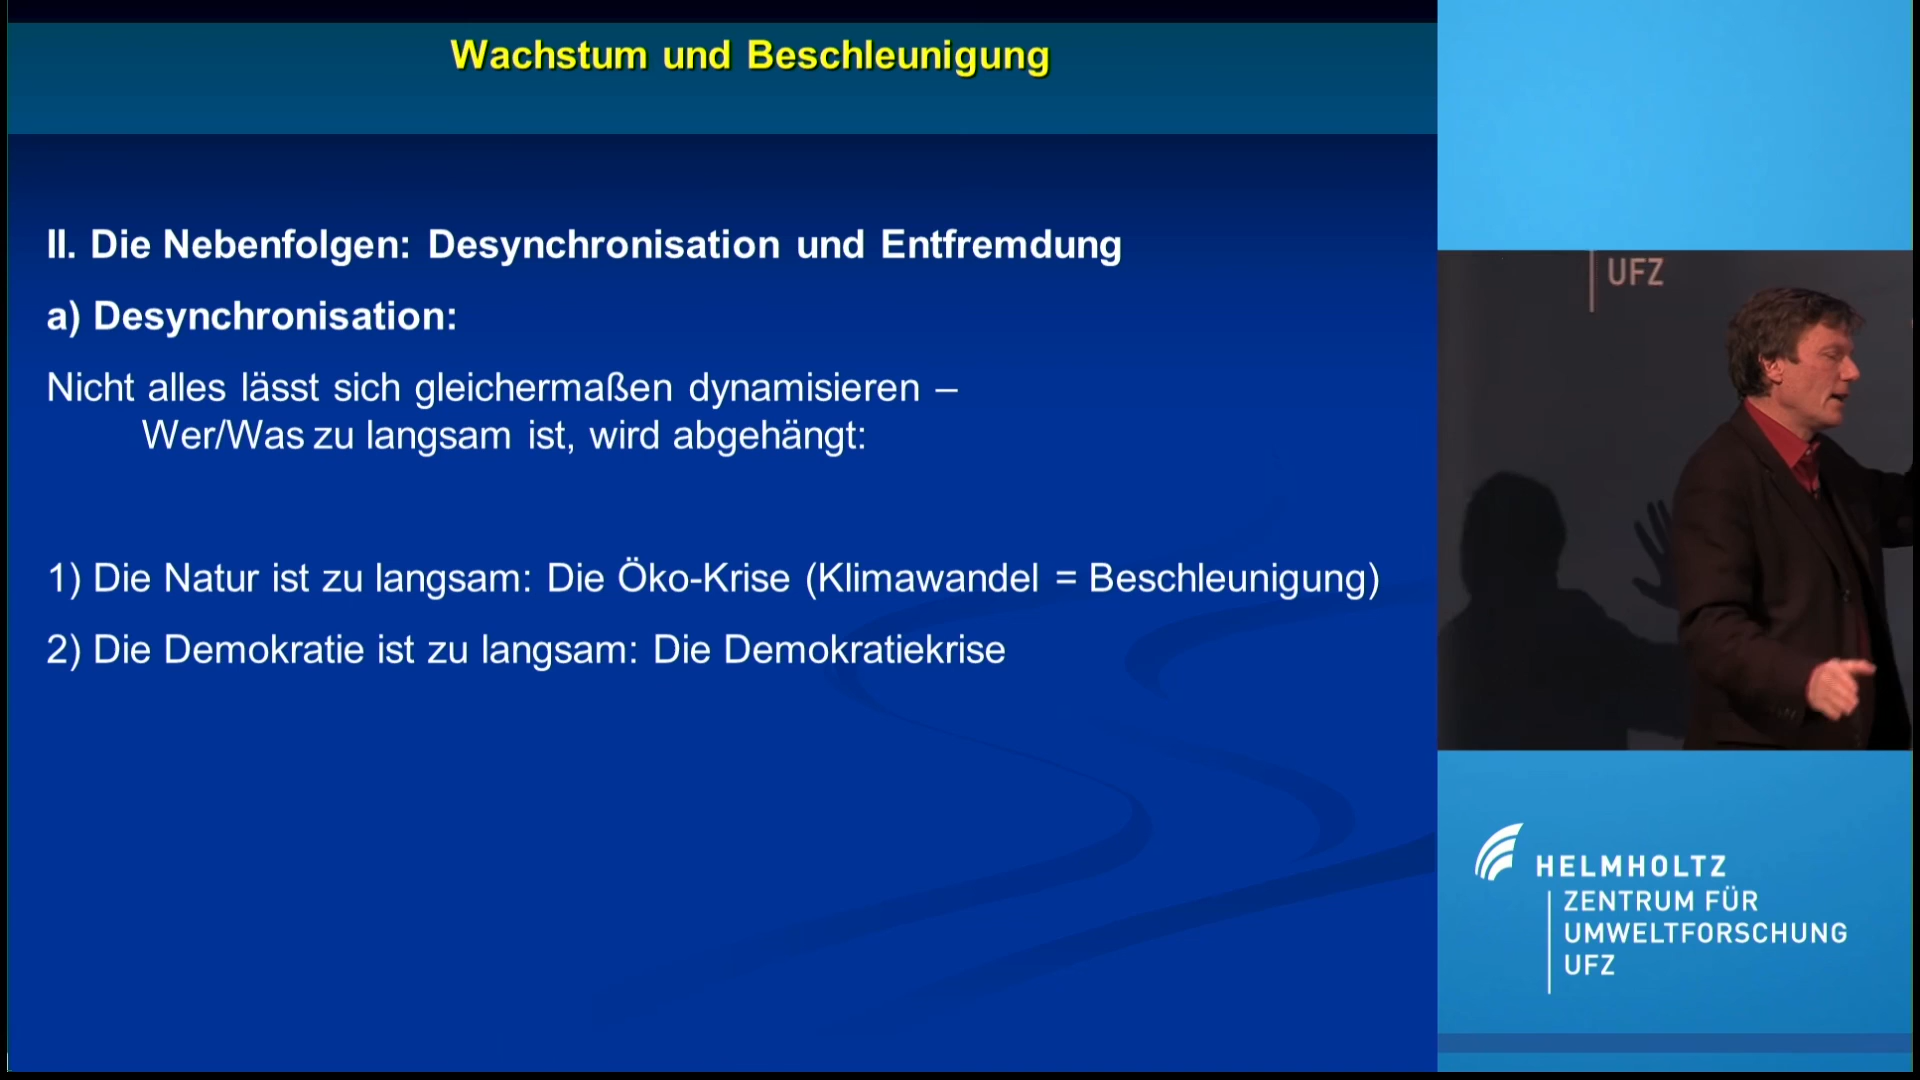 Wachstum und Beschleunigung
II. Die Nebenfolgen: Desynchronisation und Entfremdung
a) Desynchronisation:
Nicht alles lässt sich gleichermaßen dynamisieren –
Wer/Was zu langsam ist, wird abgehängt:
1) Die Natur ist zu langsam: Die Öko-Krise (Klimawandel = Beschleunigung)
2) Die Demokratie ist zu langsam: Die Demokratiekrise
UFZ
HELMHOLTZ
ZENTRUM FÜR
UMWELTFORSCHUNG
UFZ